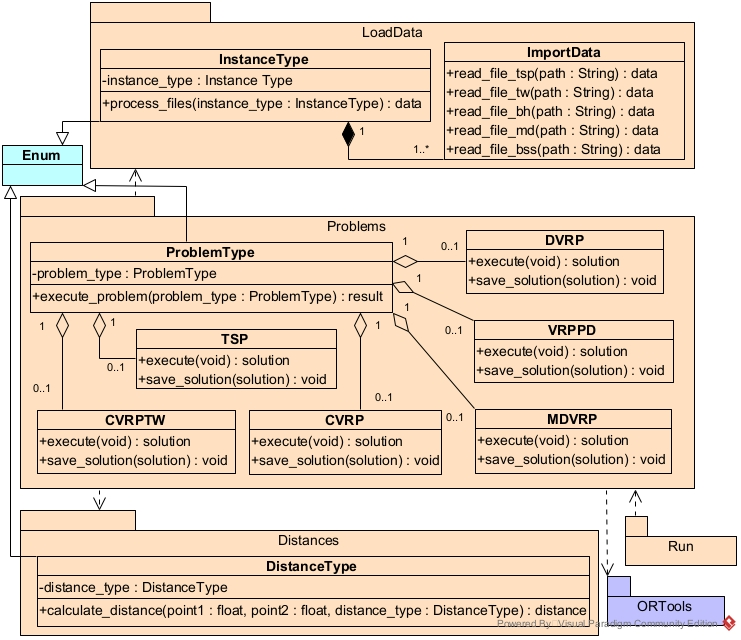 LoadData
InstanceType
-instance_type : Instance Type
+process_files(instance_type : InstanceType) : data
ImportData
+read_file_tsp(path : String) : data
+read_file_tw(path : String) : data
+read_file_bh(path : String) : data
+read_file_md(path : String) : data
+read_file_bss(path : String) : data
1
1..*
Enum
Problems
ProblemType
-problem_type : ProblemType
+execute_problem(problem_type : ProblemType) : result
1
0..1
DVRP
+execute(void) : solution
+save_solution(solution) : void
1
0..1
VRPPD
+execute(void) : solution
+save_solution(solution) : void
1
0..1
MDVRP
+execute(void) : solution
+save_solution(solution) : void
1
0..1
TSP
+execute(void) : solution
+save_solution(solution) : void
1
0..1
CVRPTW
+execute(void) : solution
+save_solution(solution) : void
1
0..1
CVRP
+execute(void) : solution
+save_solution(solution) : void
Distances
DistanceType
-distance_type : DistanceType
+calculate_distance(point1 : float, point2 : float, distance_type : DistanceType) : distance
Run
ORTools
Powered By: Visual Paradigm Community Edition